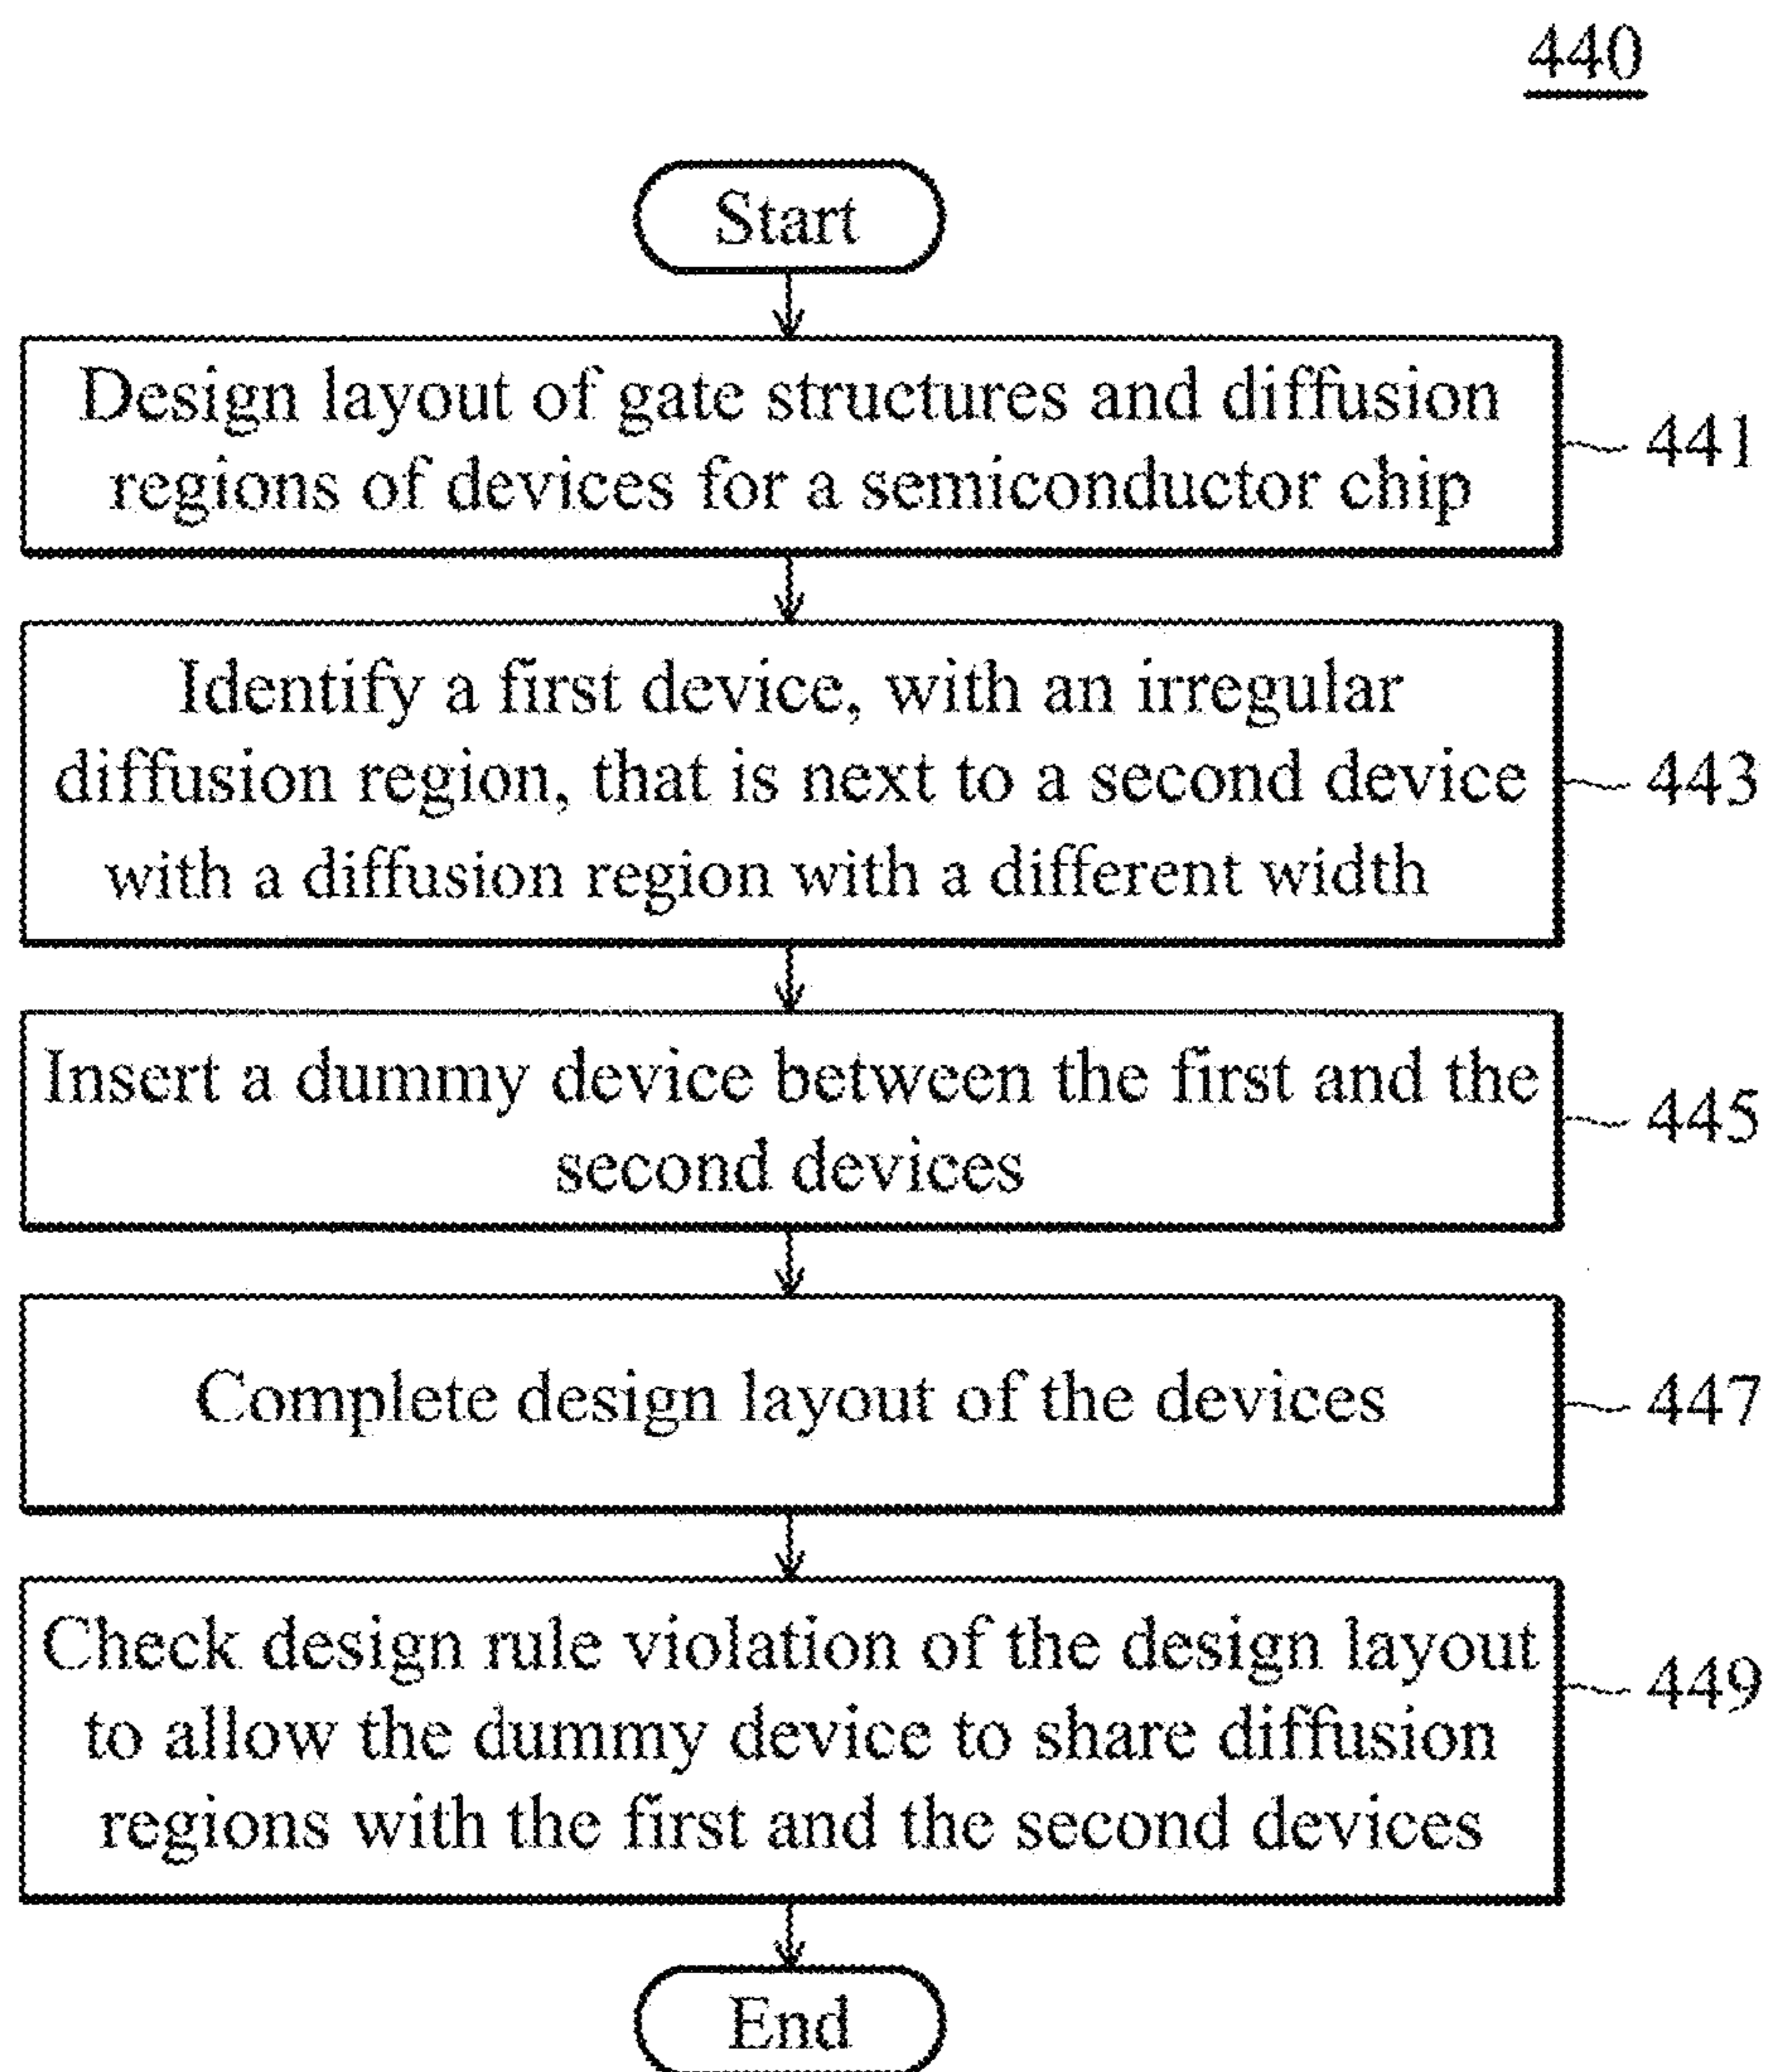 440
Start
Design layout of gate structures and diffusion
regions of devices for a semiconductor chip
441
Identify a first device, with an irregular
diffusion region, that is next to a second device
with a diffusion region with a different width
443
Insert a dummy device between the first and the
second devices
445
Complete design layout of the devices
447
Check design rule violation of the design layout
to allow the dummy device to share diffusion
regions with the first and the second devices
449
End